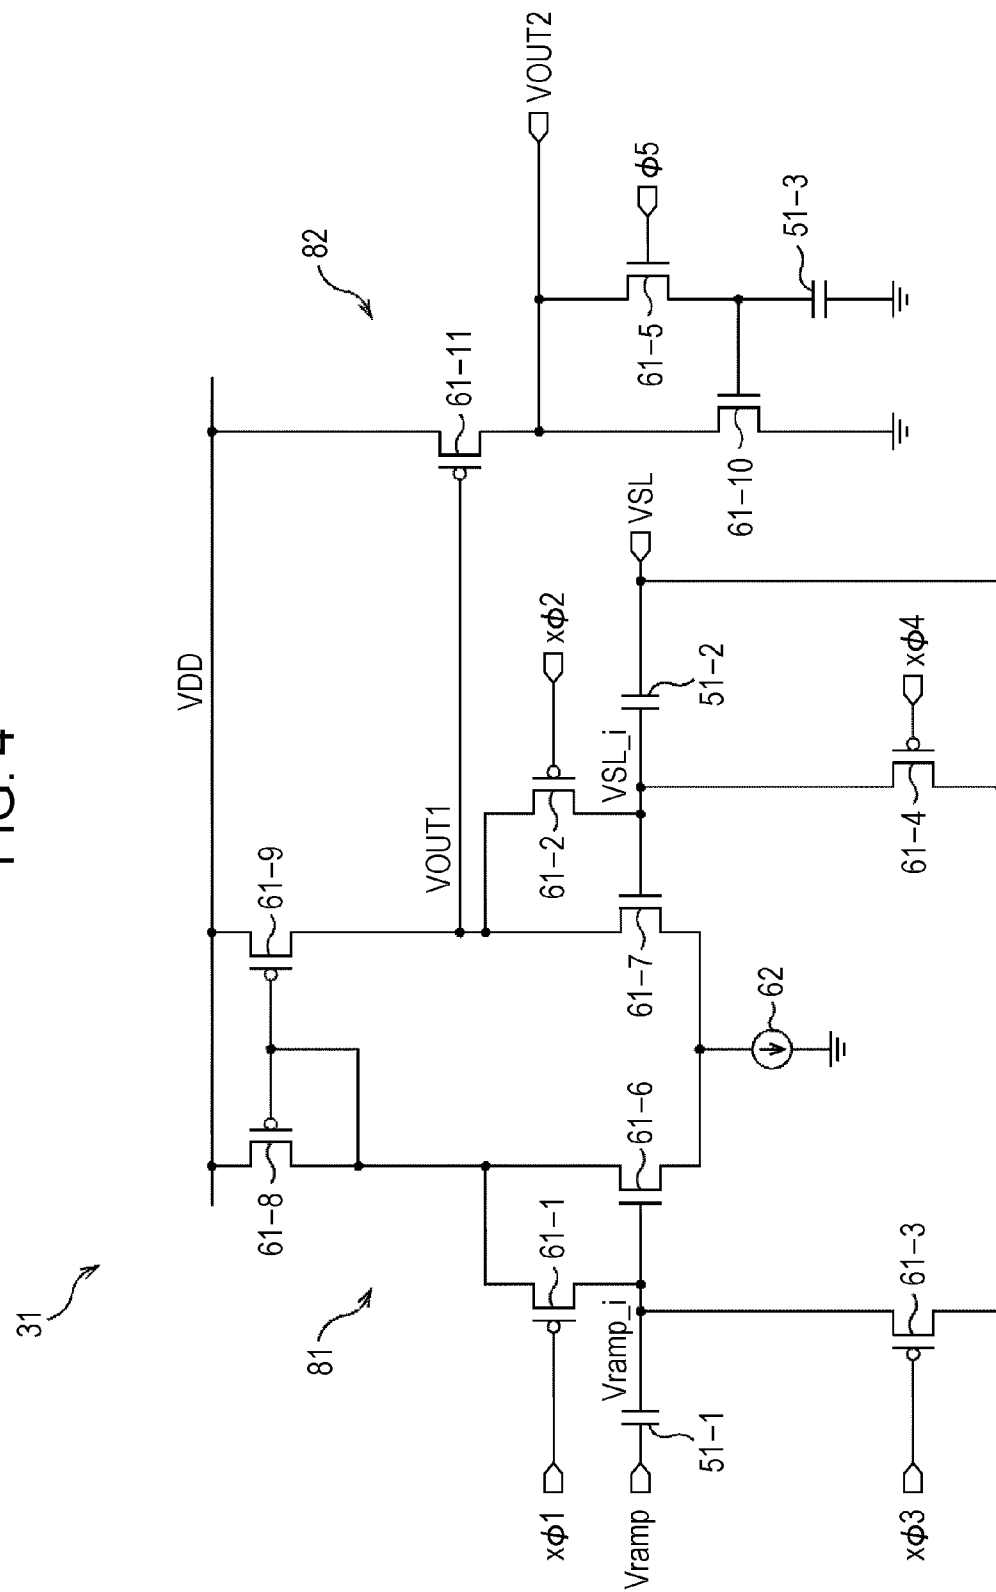 FIG. 4
31
81
82
VDD
61-8
61-9
61-11
VOUT1
VOUT2
xϕ1
61-1
61-2
xϕ2
61-5
ϕ5
Vramp
Vramp_i
51-1
61-6
61-7
VSL_i
51-2
VSL
61-10
51-3
62
xϕ3
61-3
61-4
xϕ4